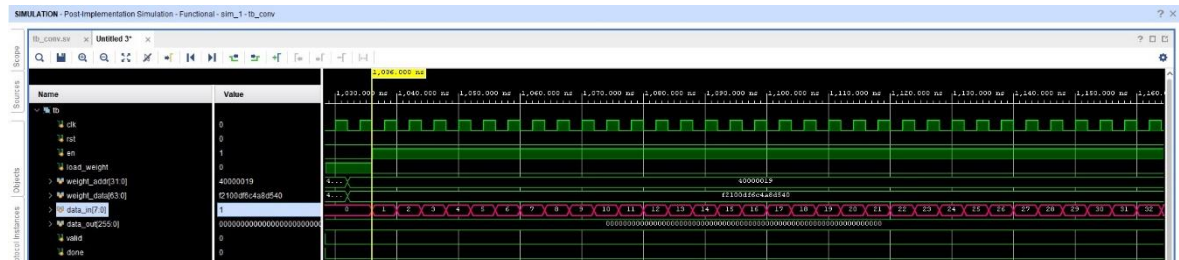 SIMULATION - Post-Implementation Simulation - Functional - sim_1 - tb_conv
tb_conv.sv Untitled 3*
Scope
Sources
Objects
Protocol Instances
1,036.000 ns
Name Value
1,030.000 ns 1,040.000 ns 1,050.000 ns 1,060.000 ns 1,070.000 ns 1,080.000 ns 1,090.000 ns 1,100.000 ns 1,110.000 ns 1,120.000 ns 1,130.000 ns 1,140.000 ns 1,150.000 ns 1,160.
tb
clk 0
rst 0
en 1
load_weight 0
weight_addr[31:0] 40000019 4... 40000019
weight_data[63:0] f2100df6c4a8d540 4... f2100df6c4a8d540
data_in[7:0] 1 0 1 2 3 4 5 6 7 8 9 10 11 12 13 14 15 16 17 18 19 20 21 22 23 24 25 26 27 28 29 30 31 32
valid 0
done 0